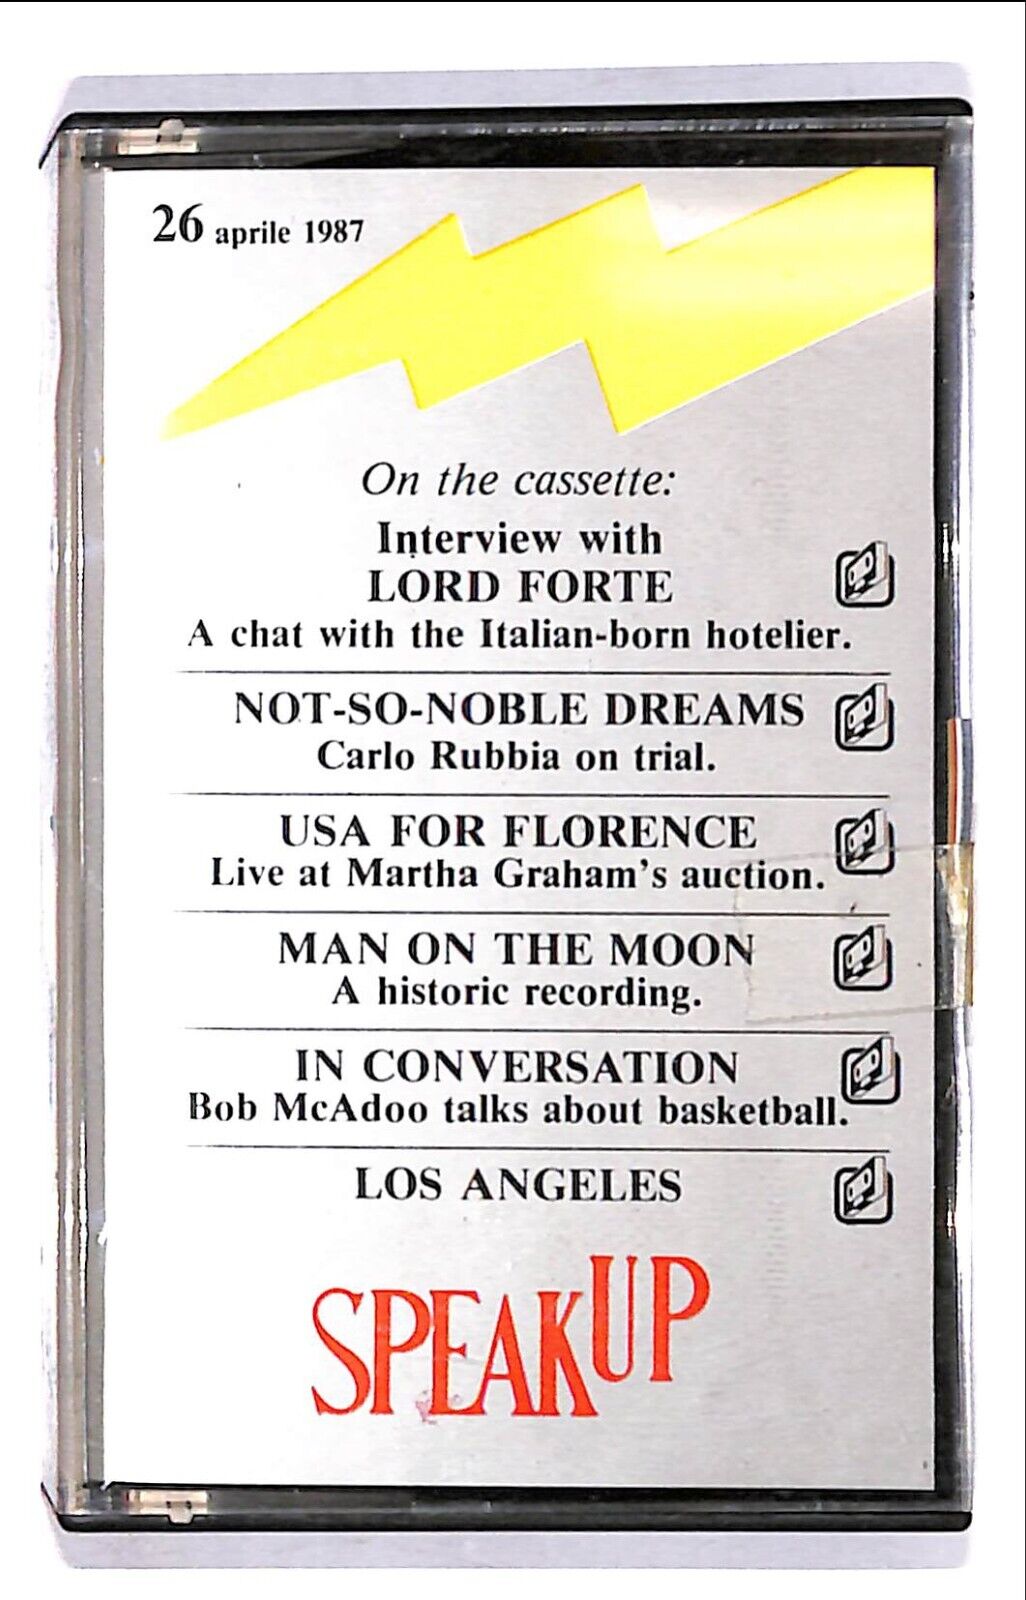 26 aprile 1987
On the cassette:
Interview with
LORD FORTE
A chat with the Italian-born hotelier.
NOT-SO-NOBLE DREAMS
Carlo Rubbia on trial.
USA FOR FLORENCE
Live at Martha Graham's auction.
MAN ON THE MOON
A historic recording.
IN CONVERSATION
Bob McAdoo talks about basketball.
LOS ANGELES
SPEAK UP